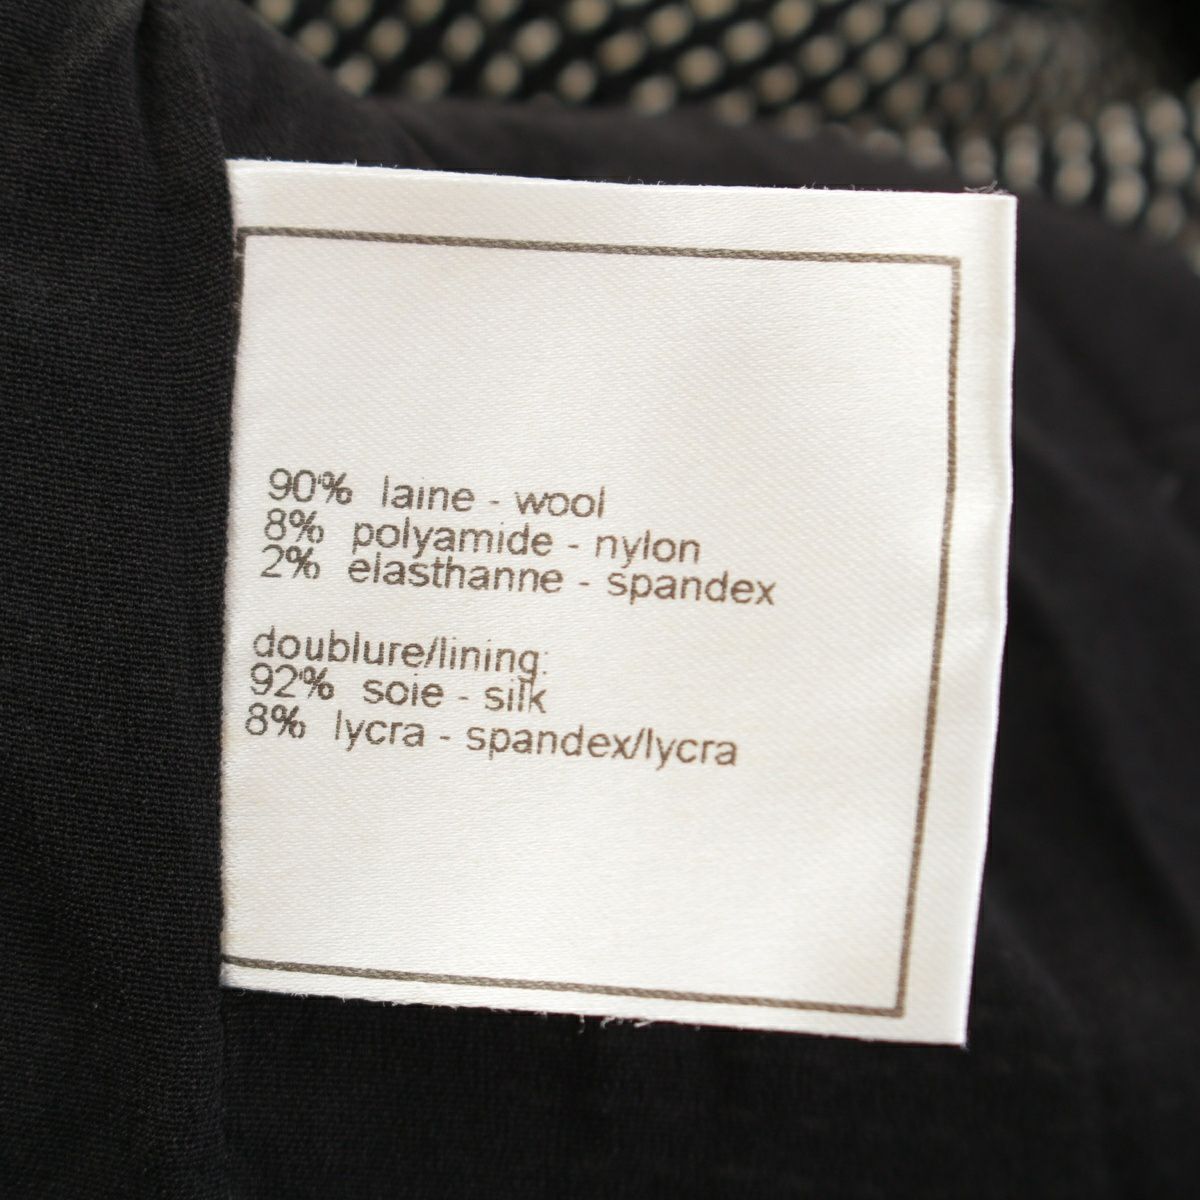 90% laine - wool
8% polyamide - nylon
2% elasthanne - spandex
doublure/lining:
92% soie - silk
8% lycra - spandex/lycra